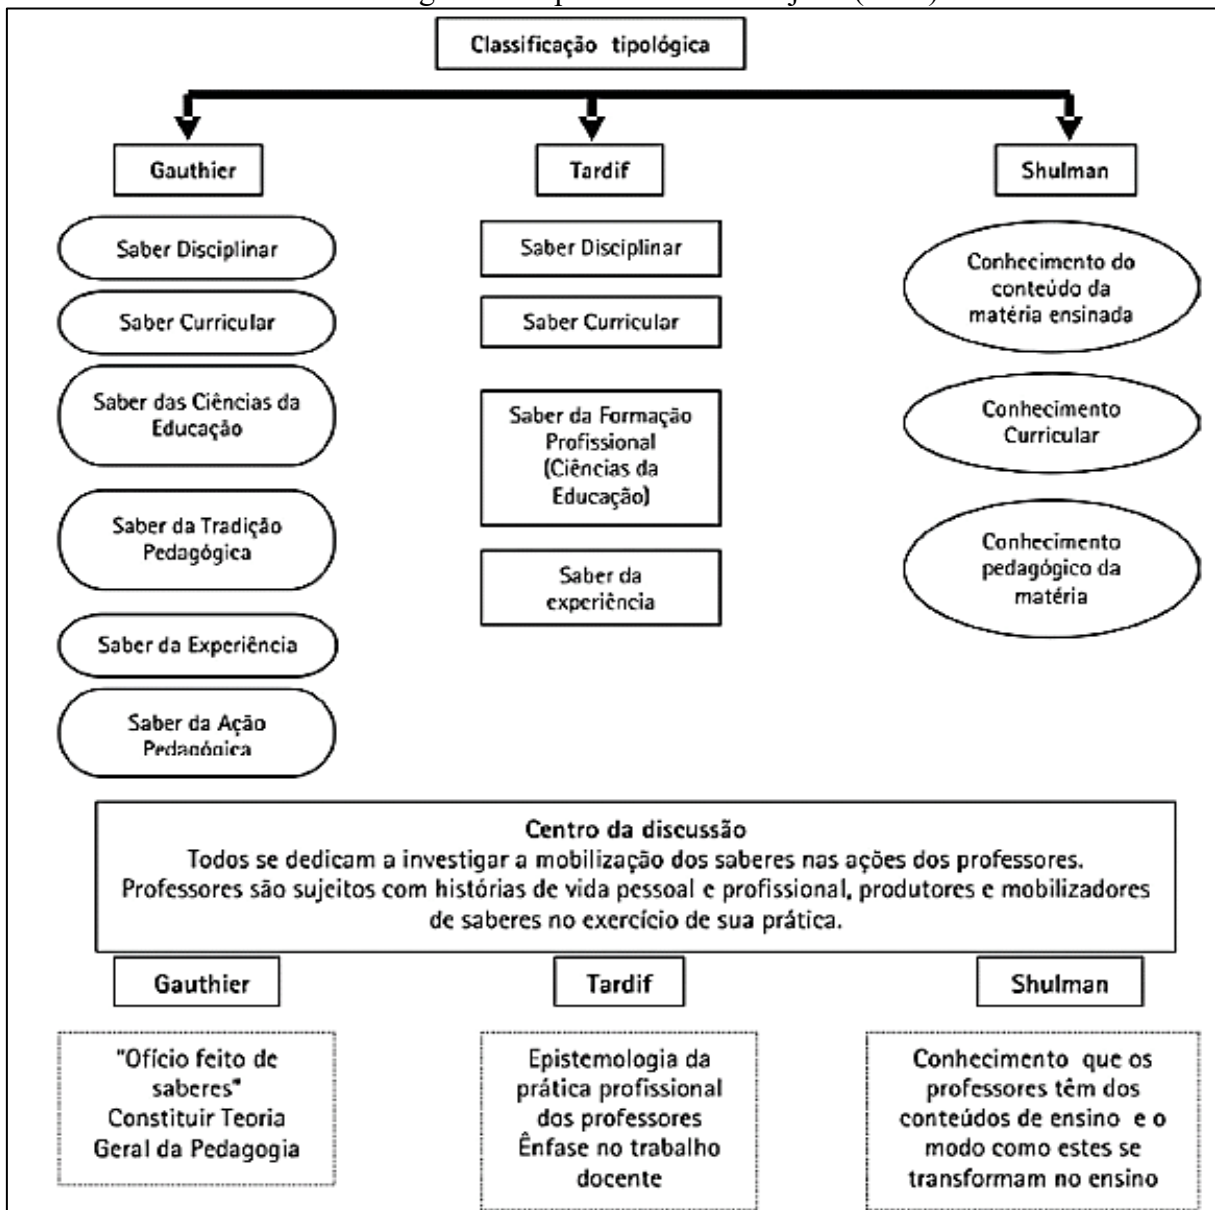 Classificação tipológica
Gauthier
Tardif
Shulman
Saber Disciplinar
Saber Curricular
Saber das Ciências da
Educação
Saber da Tradição
Pedagógica
Saber da Experiência
Saber da Ação
Pedagógica
Saber Disciplinar
Saber Curricular
Saber da Formação
Profissional
(Ciências da
Educação)
Saber da
experiência
Conhecimento do
conteúdo da
matéria ensinada
Conhecimento
Curricular
Conhecimento
pedagógico da
matéria
Centro da discussão
Todos se dedicam a investigar a mobilização dos saberes nas ações dos professores.
Professores são sujeitos com histórias de vida pessoal e profissional, produtores e mobilizadores
de saberes no exercício de sua prática.
Gauthier
Tardif
Shulman
"Ofício feito de
saberes"
Constituir Teoria
Geral da Pedagogia
Epistemologia da
prática profissional
dos professores
Ênfase no trabalho
docente
Conhecimento que os
professores têm dos
conteúdos de ensino e o
modo como estes se
transformam no ensino